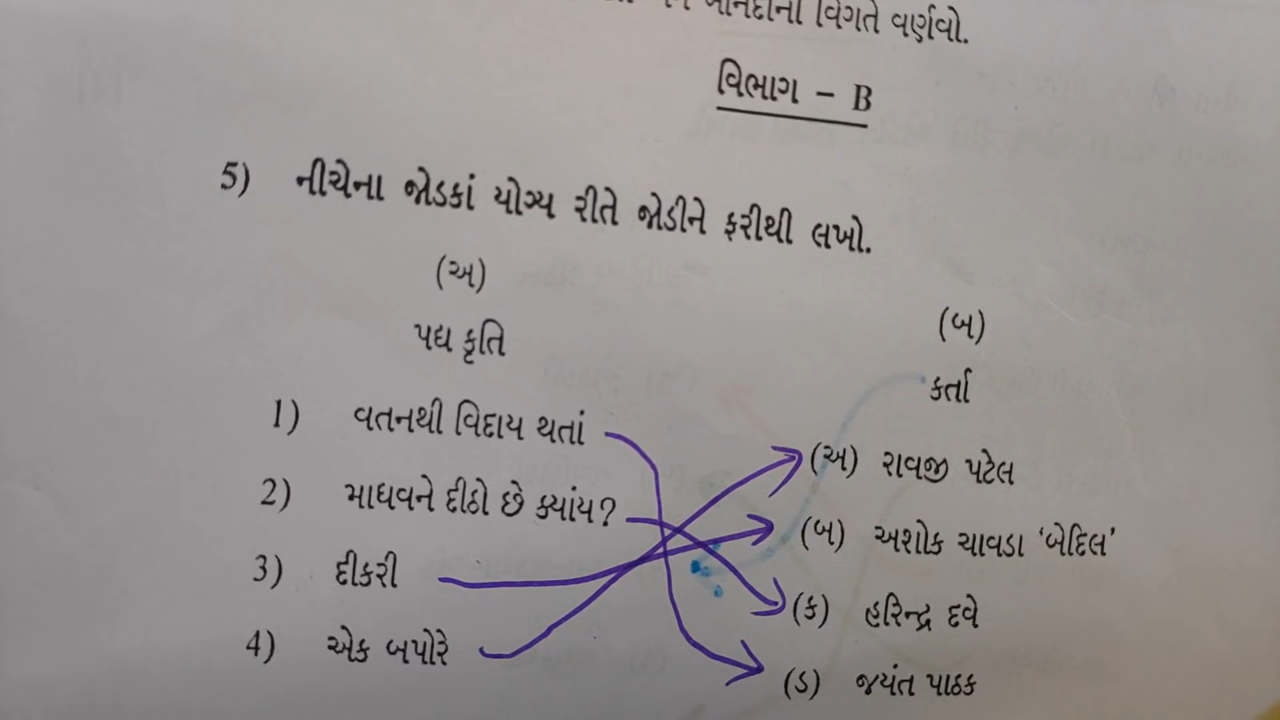 વિગતે વર્ણવો.
વિભાગ – B
5) નીચેના જોડકાં યોગ્ય રીતે જોડીને ફરીથી લખો.
(અ)
(બ)
પદ્ય કૃતિ
કર્તા
1) વતનથી વિદાય થતાં
(અ) રાવજી પટેલ
2) માધવને દીઠો છે ક્યાંય?
(બ) અશોક ચાવડા ‘બેદિલ’
3) દીકરી
(ક) હરિન્દ્ર દવે
4) એક બપોરે
(ડ) જયંત પાઠક